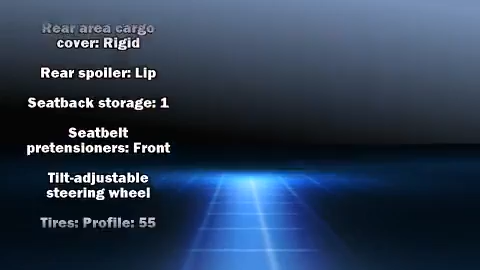 Rear area cargo
cover: Rigid
Rear spoiler: Lip
Seatback storage: 1
Seatbelt
pretensioners: Front
Tilt-adjustable
steering wheel
Tires: Profile: 55